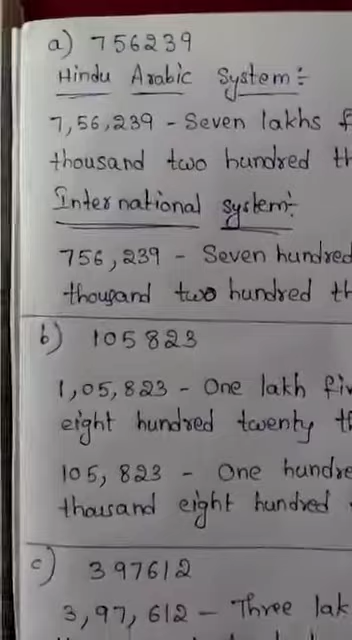 a) 756239
Hindu Arabic System:-
7,56,239 - Seven lakhs
thousand two hundred
International system:-
756,239 - Seven hundred
thousand two hundred
b) 105823
1,05,823 - One lakh
eight hundred twenty
105,823 - One
thousand eight hundred
c) 397612
3,97,612 - Three